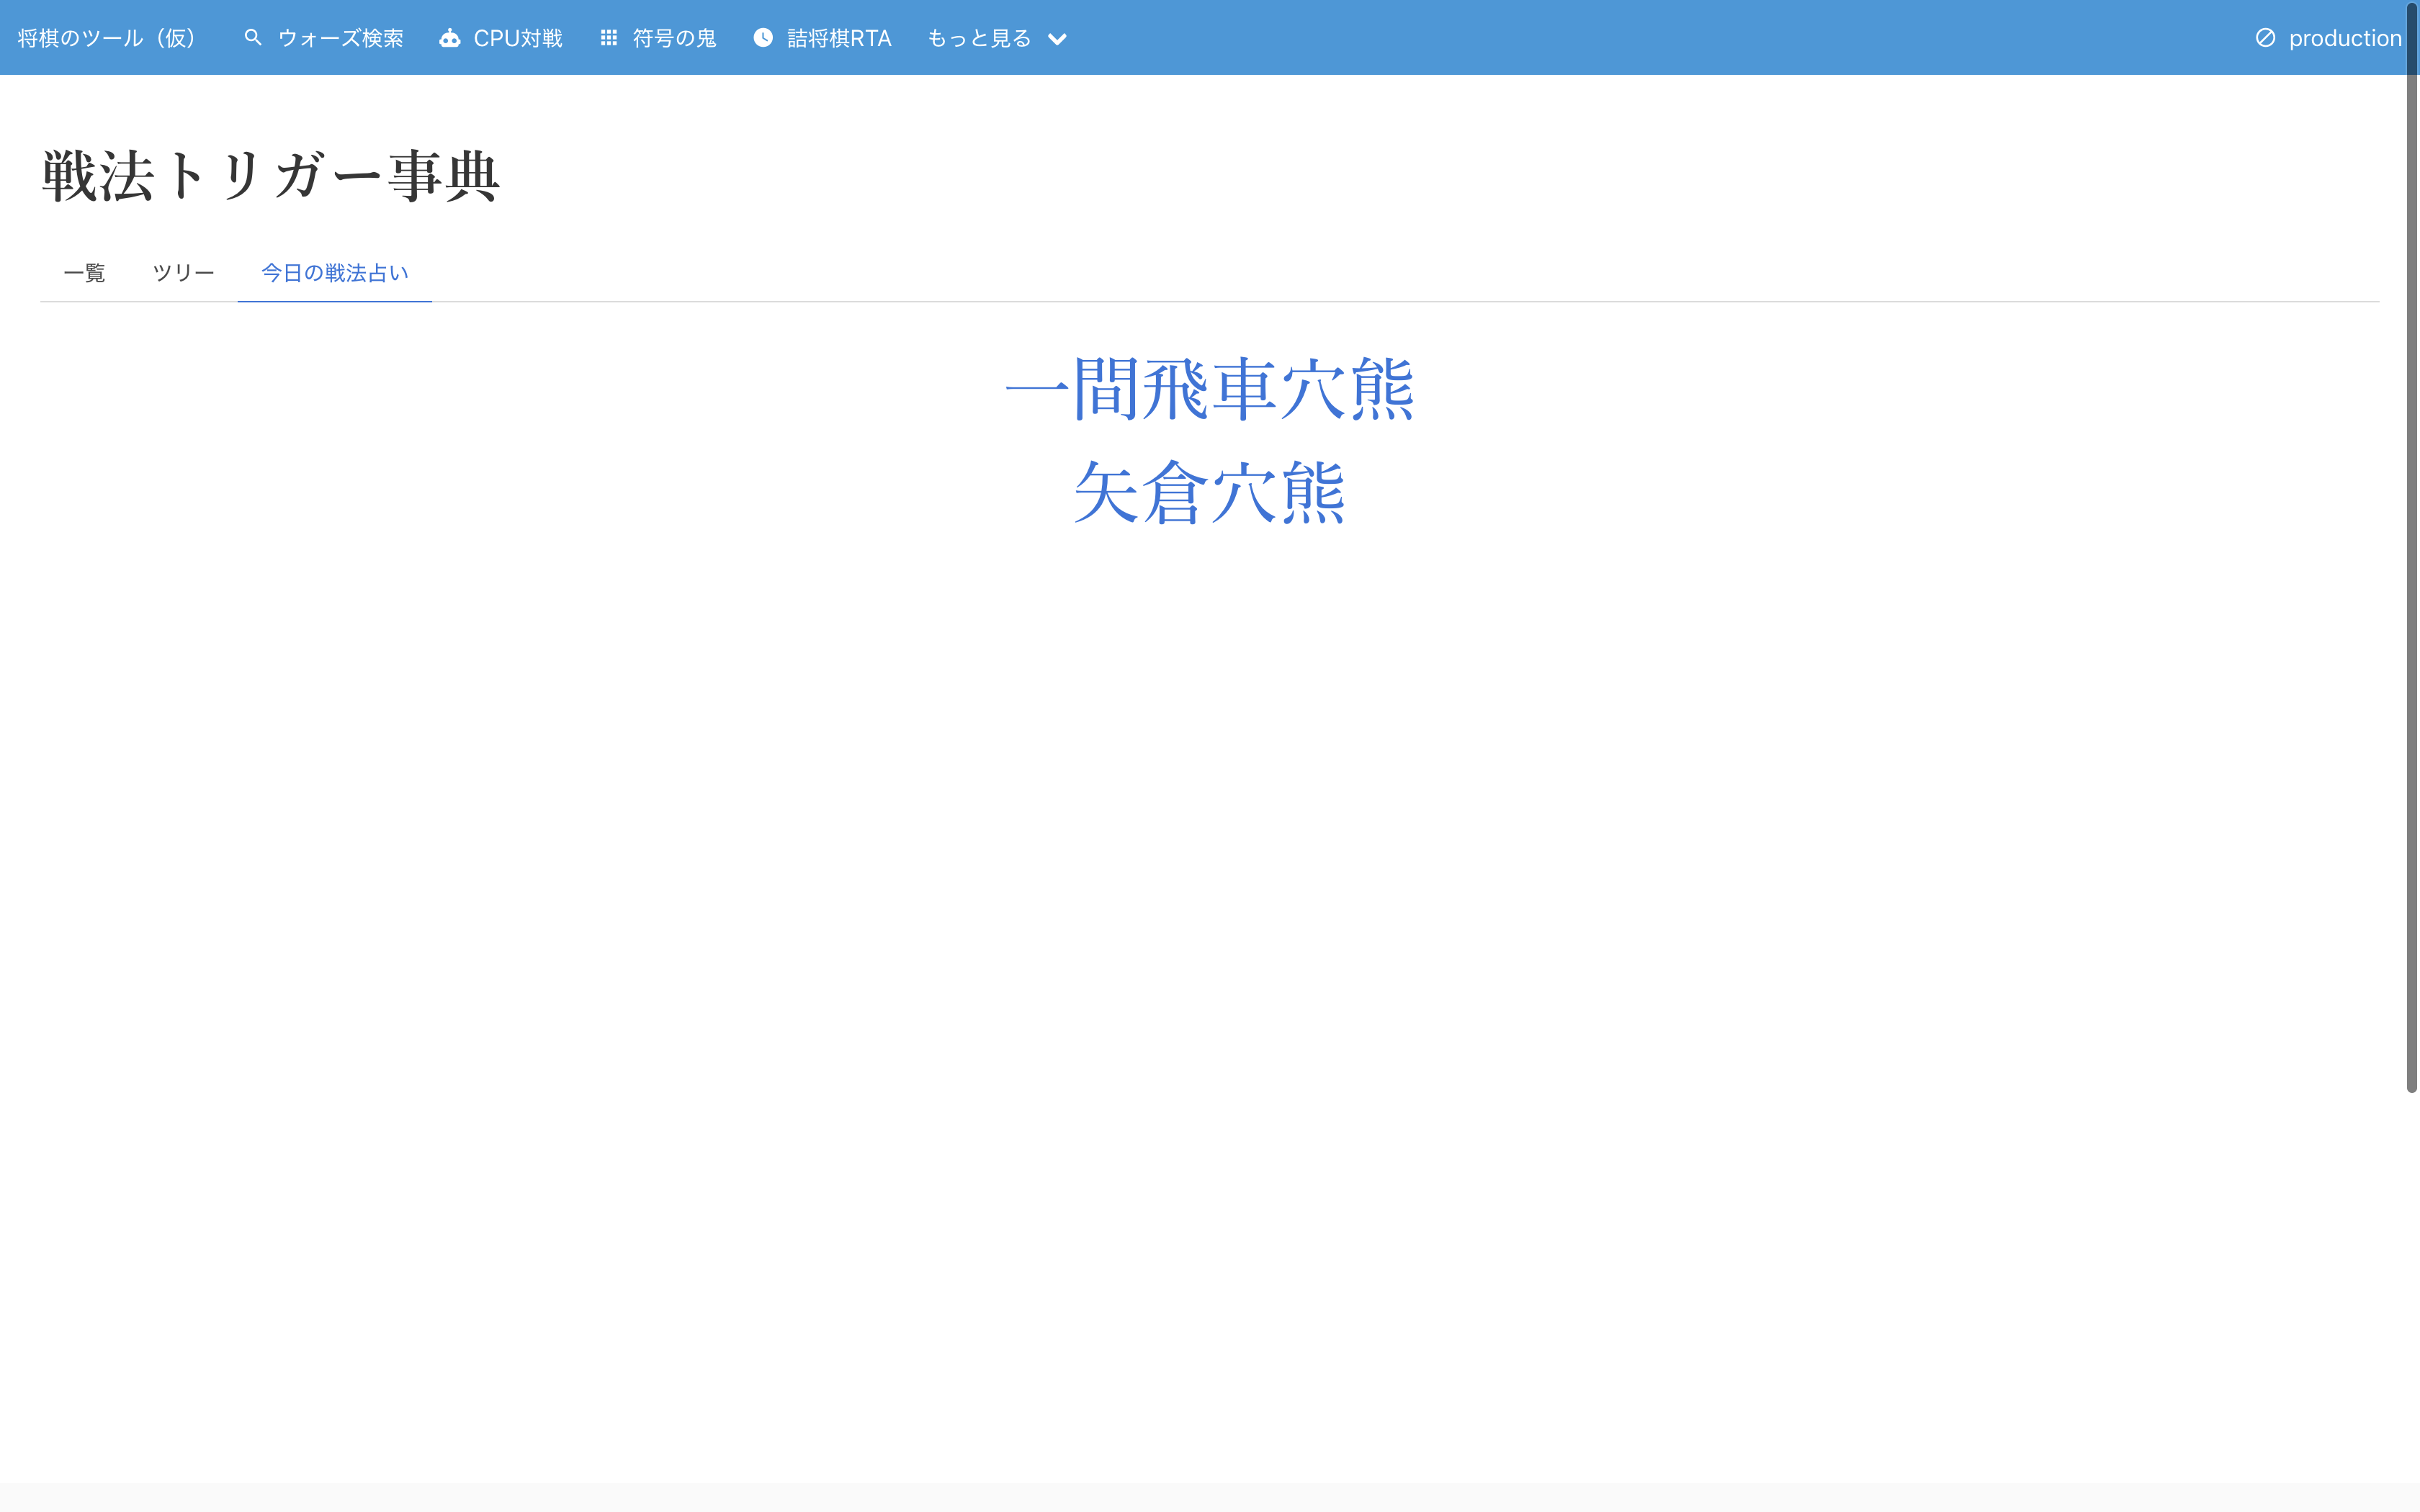 将棋のツール（仮） ウォーズ検索 CPU対戦 符号の鬼 詰将棋RTA もっと見る production
戦法トリガー事典
一覧 ツリー 今日の戦法占い
一間飛車穴熊
矢倉穴熊